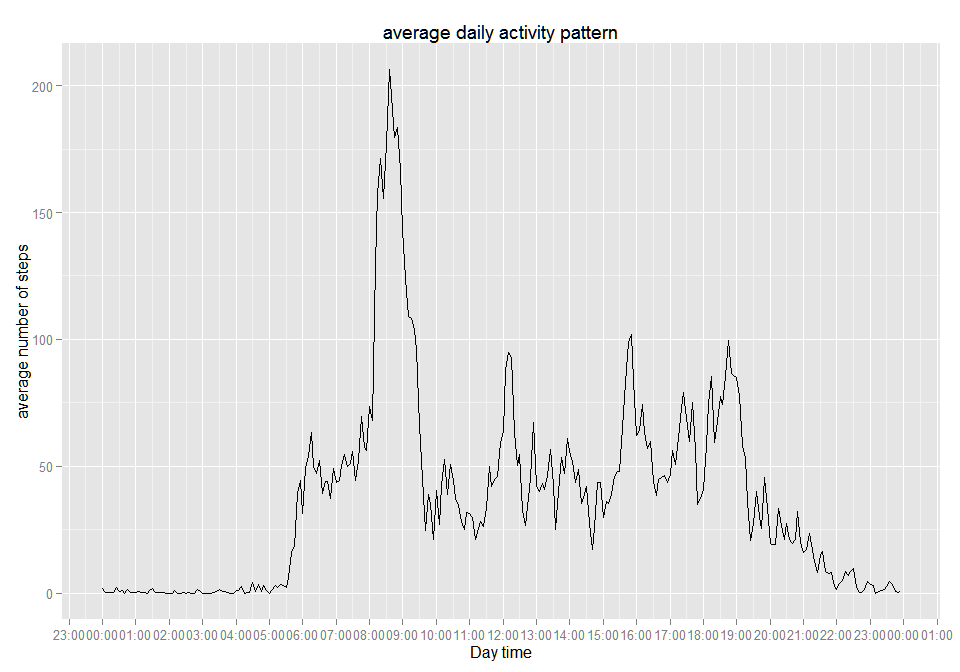 average daily activity pattern
average number of steps
200
150
100
50
0
23:00 00:00 01:00 02:00 03:00 04:00 05:00 06:00 07:00 08:00 09:00 10:00 11:00 12:00 13:00 14:00 15:00 16:00 17:00 18:00 19:00 20:00 21:00 22:00 23:00 00:00 01:00
Day time